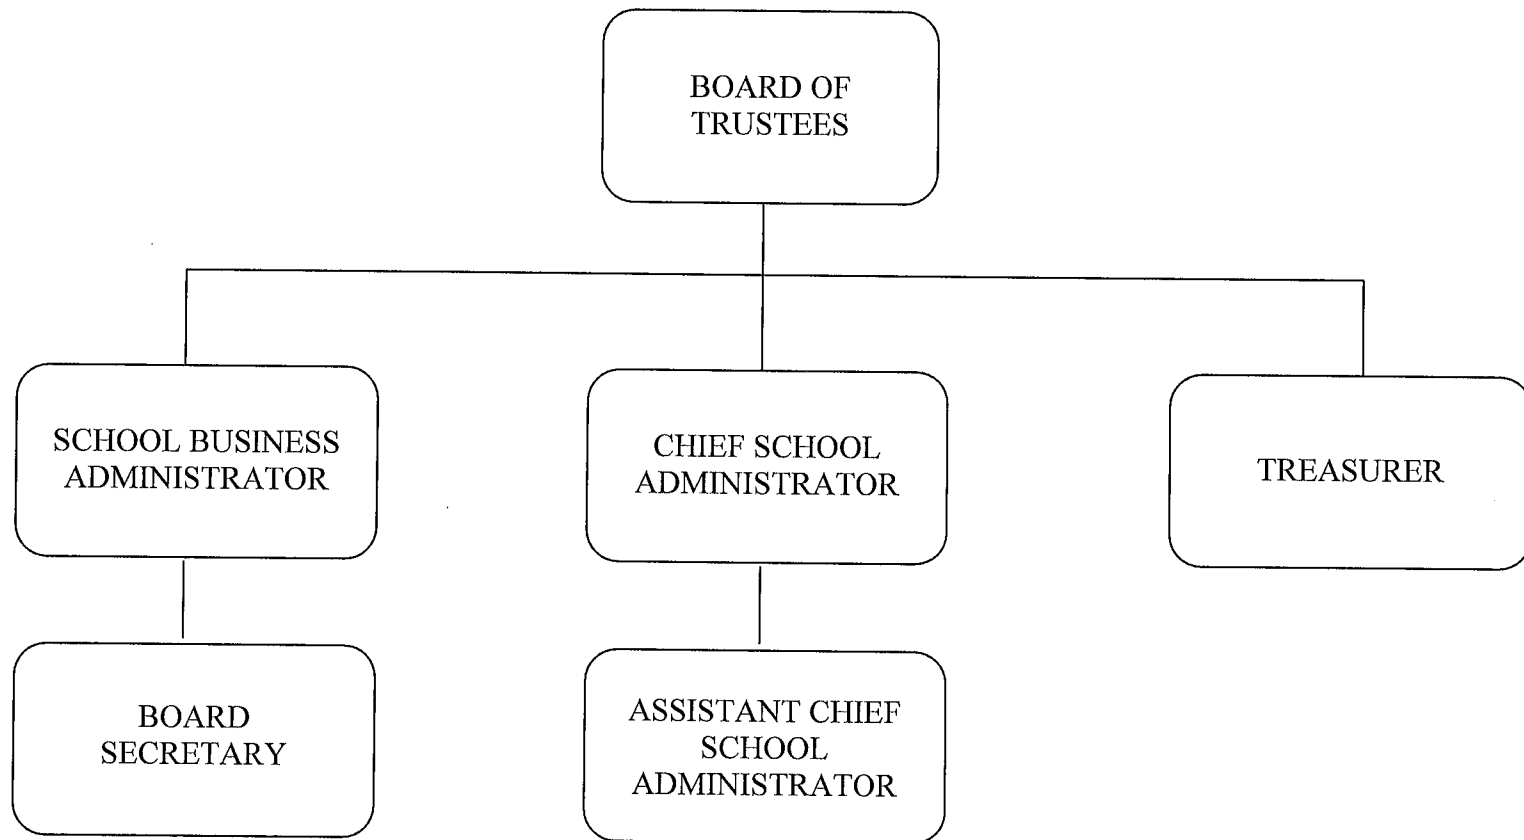 BOARD OF
TRUSTEES
SCHOOL BUSINESS
ADMINISTRATOR
CHIEF SCHOOL
ADMINISTRATOR
TREASURER
BOARD
SECRETARY
ASSISTANT CHIEF
SCHOOL
ADMINISTRATOR